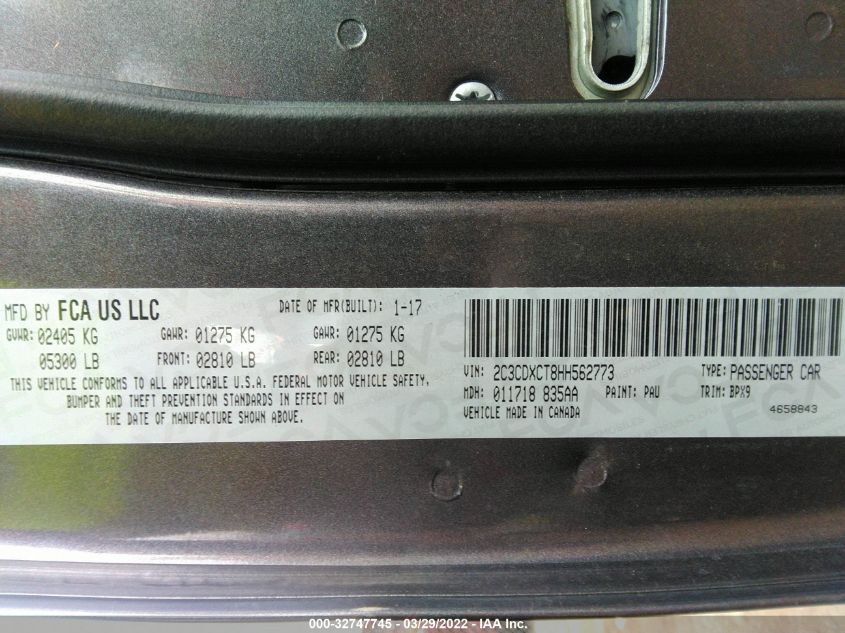 MFD BY FCA US LLC DATE OF MFR(BUILT): 1-17
GVWR: 02405 KG GAWR: 01275 KG GAWR: 01275 KG
05300 LB FRONT: 02810 LB REAR: 02810 LB
THIS VEHICLE CONFORMS TO ALL APPLICABLE U.S.A. FEDERAL MOTOR VEHICLE SAFETY,
BUMPER AND THEFT PREVENTION STANDARDS IN EFFECT ON
THE DATE OF MANUFACTURE SHOWN ABOVE.
VIN: 2C3CDXCT8HH562773 TYPE: PASSENGER CAR
MDH: 011718 835AA PAINT: PAU TRIM: BPX9
VEHICLE MADE IN CANADA 4658843
000-32747745 - 03/29/2022 - IAA Inc.